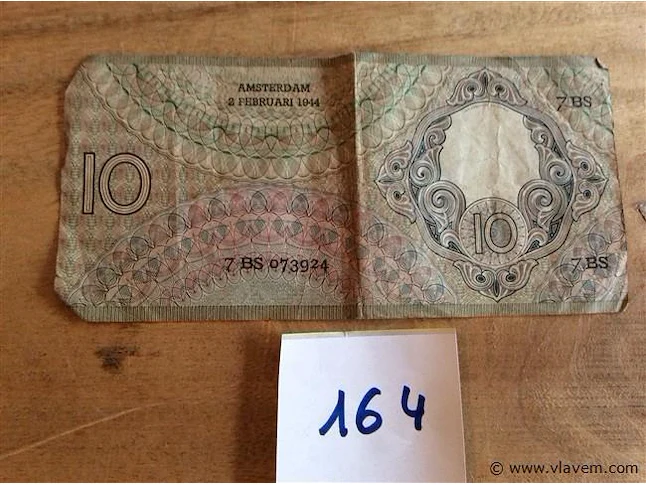 AMSTERDAM
2 FEBRUARI 1944
7 BS
10
10
7 BS 073924
7 BS
164
© www.vlavem.com